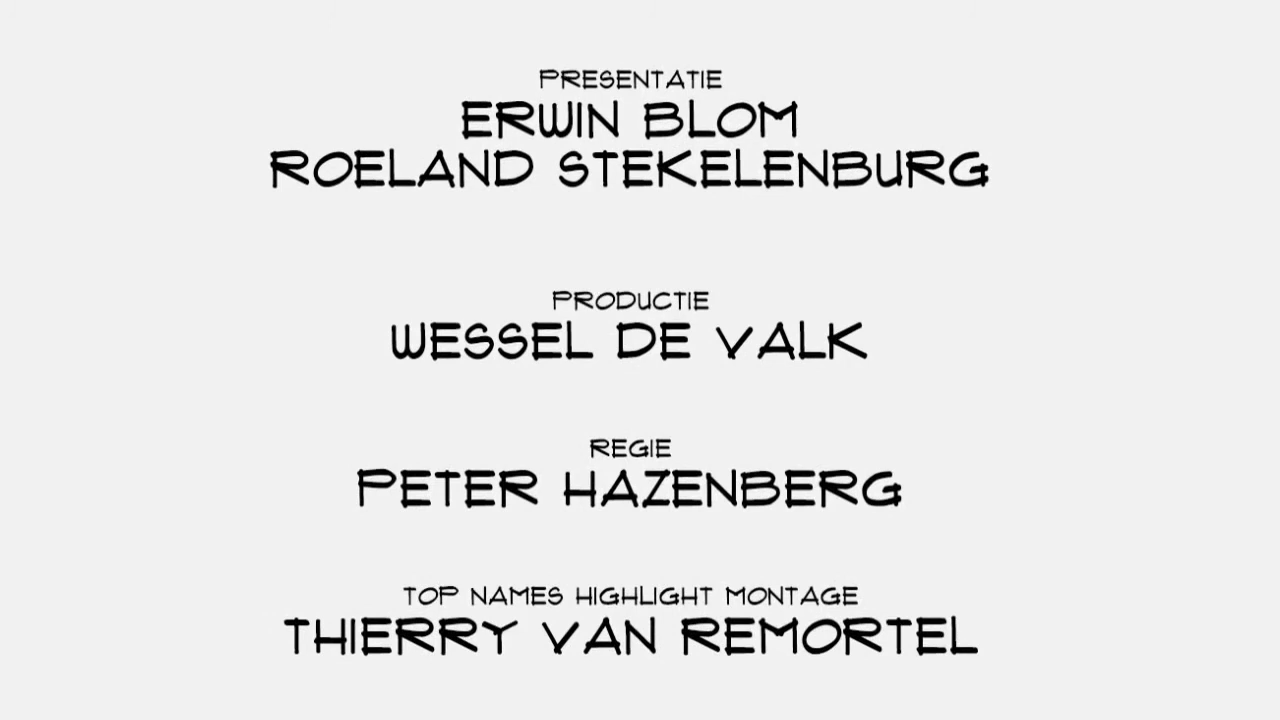 PRESENTATIE
ERWIN BLOM
ROELAND STEKELENBURG
PRODUCTIE
WESSEL DE VALK
REGIE
PETER HAZENBERG
TOP NAMES HIGHLIGHT MONTAGE
THIERRY VAN REMORTEL